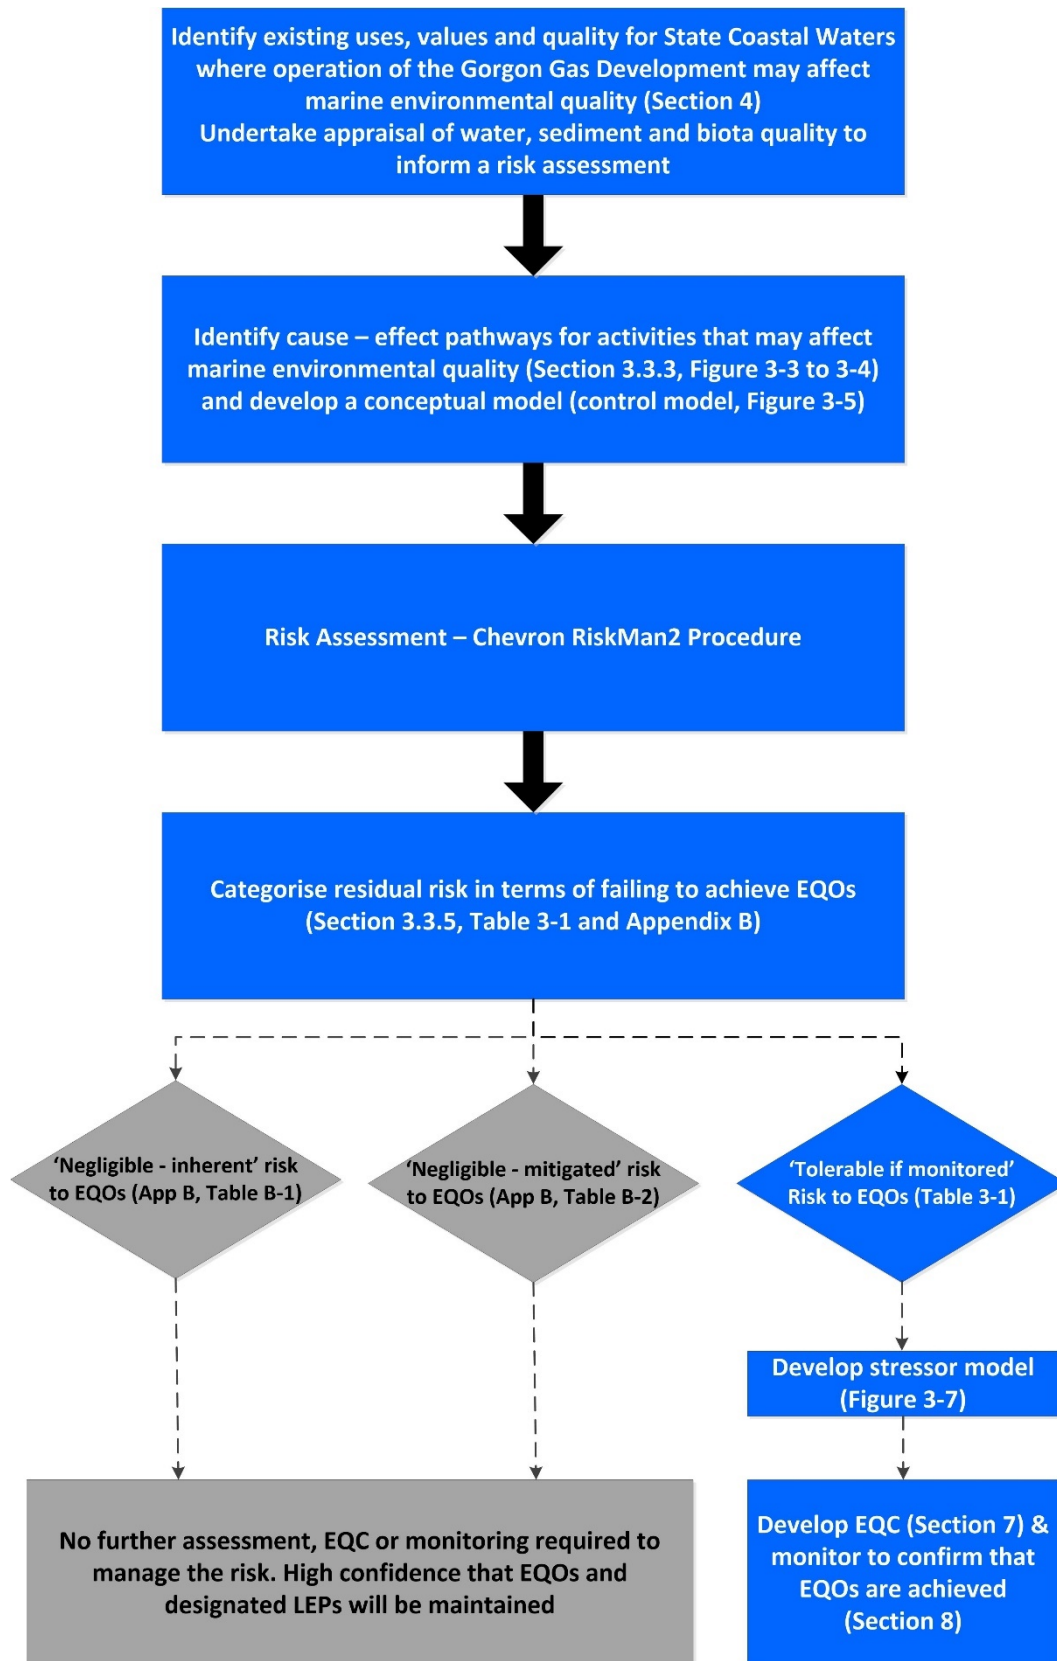 Identify existing uses, values and quality for State Coastal Waters
where operation of the Gorgon Gas Development may affect
marine environmental quality (Section 4)
Undertake appraisal of water, sediment and biota quality to
inform a risk assessment
Identify cause – effect pathways for activities that may affect
marine environmental quality (Section 3.3.3, Figure 3-3 to 3-4)
and develop a conceptual model (control model, Figure 3-5)
Risk Assessment – Chevron RiskMan2 Procedure
Categorise residual risk in terms of failing to achieve EQOs
(Section 3.3.5, Table 3-1 and Appendix B)
‘Negligible - inherent’ risk
to EQOs (App B, Table B-1)
‘Negligible - mitigated’ risk
to EQOs (App B, Table B-2)
‘Tolerable if monitored’
Risk to EQOs (Table 3-1)
Develop stressor model
(Figure 3-7)
No further assessment, EQC or monitoring required to
manage the risk. High confidence that EQOs and
designated LEPs will be maintained
Develop EQC (Section 7) &
monitor to confirm that
EQOs are achieved
(Section 8)